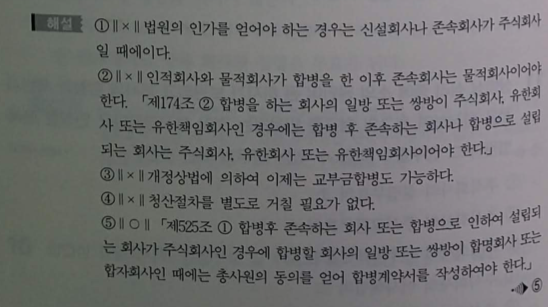 해설 ①∥×∥법원의 인가를 얻어야 하는 경우는 신설회사나 존속회사가 주식회사
일 때에이다.
②∥×∥인적회사와 물적회사가 합병을 한 이후 존속회사는 물적회사이어야
한다. 「제174조 ② 합병을 하는 회사의 일방 또는 쌍방이 주식회사, 유한회
사 또는 유한책임회사인 경우에는 합병 후 존속하는 회사나 합병으로 설립
되는 회사는 주식회사, 유한회사 또는 유한책임회사이어야 한다.」
③∥×∥개정상법에 의하여 이제는 교부금합병도 가능하다.
④∥×∥청산절차를 별도로 거칠 필요가 없다.
⑤∥○∥「제525조 ① 합병후 존속하는 회사 또는 합병으로 인하여 설립되
는 회사가 주식회사인 경우에 합병할 회사의 일방 또는 쌍방이 합명회사 또는
합자회사인 때에는 총사원의 동의를 얻어 합병계약서를 작성하여야 한다.」
⑤